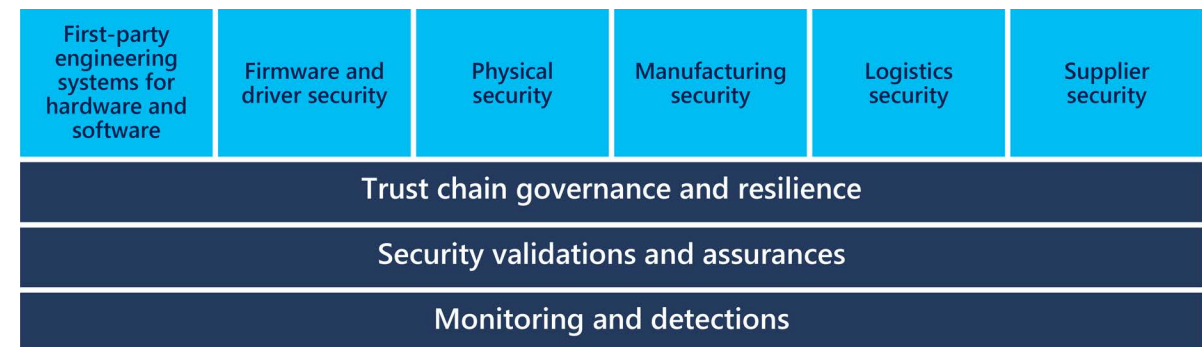 First-party
engineering
systems for
hardware and
software
Firmware and
driver security
Physical
security
Manufacturing
security
Logistics
security
Supplier
security
Trust chain governance and resilience
Security validations and assurances
Monitoring and detections